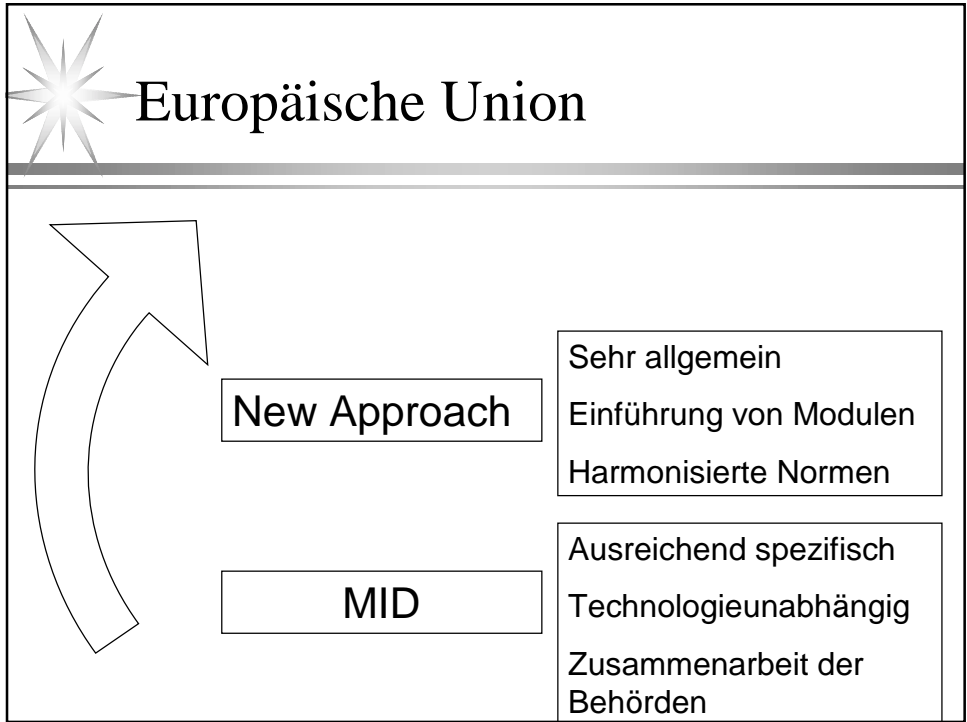 Europäische Union
New Approach
Sehr allgemein
Einführung von Modulen
Harmonisierte Normen
MID
Ausreichend spezifisch
Technologieunabhängig
Zusammenarbeit der
Behörden